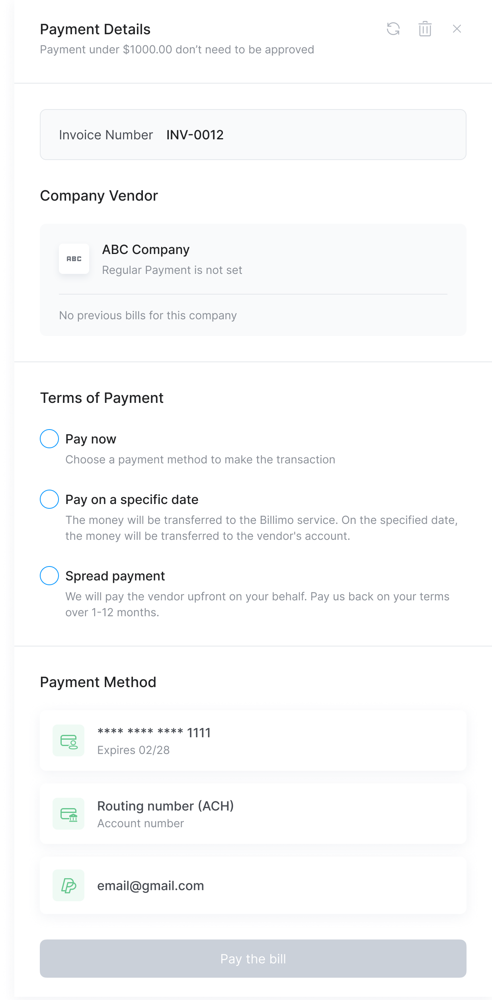 Payment Details
Payment under $1000.00 don’t need to be approved
Invoice Number INV-0012
Company Vendor
ABC
ABC Company
Regular Payment is not set
No previous bills for this company
Terms of Payment
Pay now
Choose a payment method to make the transaction
Pay on a specific date
The money will be transferred to the Billimo service. On the specified date,
the money will be transferred to the vendor's account.
Spread payment
We will pay the vendor upfront on your behalf. Pay us back on your terms
over 1-12 months.
Payment Method
**** **** **** 1111
Expires 02/28
Routing number (ACH)
Account number
email@gmail.com
Pay the bill